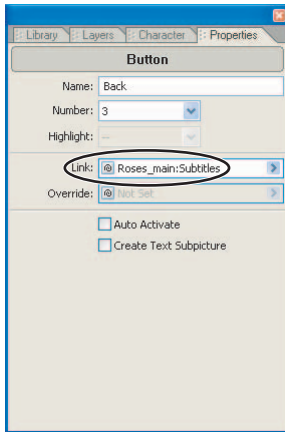 Library Layers Character Properties
Button
Name: Back
Number: 3
Highlight: --
Link: Roses_main:Subtitles
Override: Not Set
Auto Activate
Create Text Subpicture